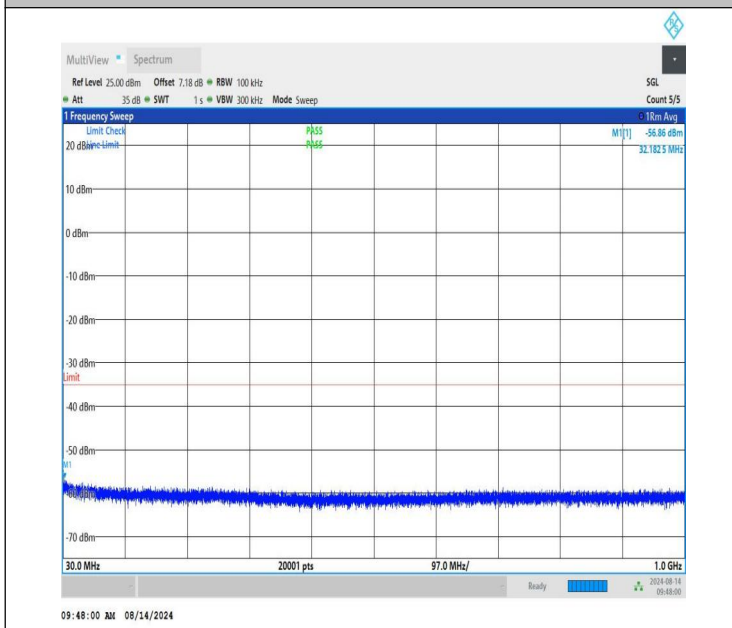 MultiView Spectrum
Ref Level 25.00 dBm Offset 7.18 dB RBW 100 kHz SGL
Att 35 dB SWT 1 s VBW 300 kHz Mode Sweep Count 5/5
1 Frequency Sweep 1Rm Avg
Limit Check PASS M1[1] -56.86 dBm
20 dBm Line Limit PASS 32.182 5 MHz
10 dBm
0 dBm
-10 dBm
-20 dBm
-30 dBm
Limit
-40 dBm
-50 dBm
M1
-70 dBm
30.0 MHz 20001 pts 97.0 MHz/ 1.0 GHz
Ready 2024-08-14
09:48:00
09:48:00 AM 08/14/2024